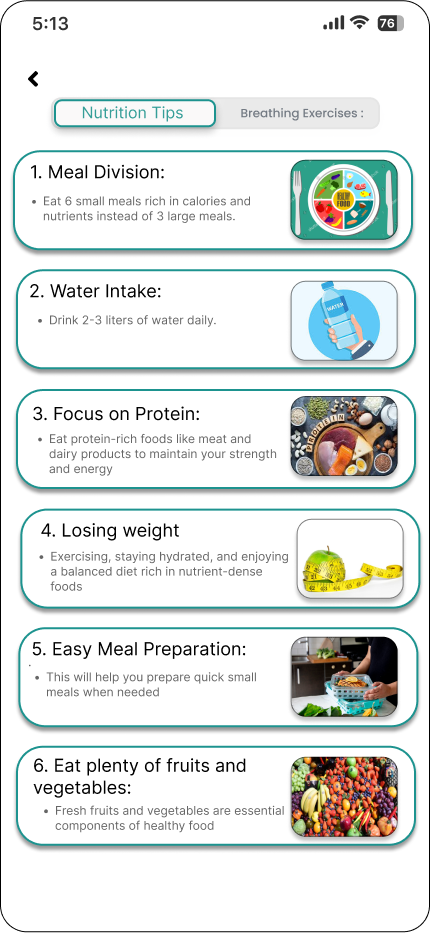 5:13
76
Nutrition Tips
Breathing Exercises :
1. Meal Division:
Eat 6 small meals rich in calories and
nutrients instead of 3 large meals.
HEALTHY
FOOD
2. Water Intake:
Drink 2-3 liters of water daily.
WATER
3. Focus on Protein:
Eat protein-rich foods like meat and
dairy products to maintain your strength
and energy
PROTEIN
4. Losing weight
Exercising, staying hydrated, and enjoying
a balanced diet rich in nutrient-dense
foods
5. Easy Meal Preparation:
This will help you prepare quick small
meals when needed
6. Eat plenty of fruits and
vegetables:
Fresh fruits and vegetables are essential
components of healthy food